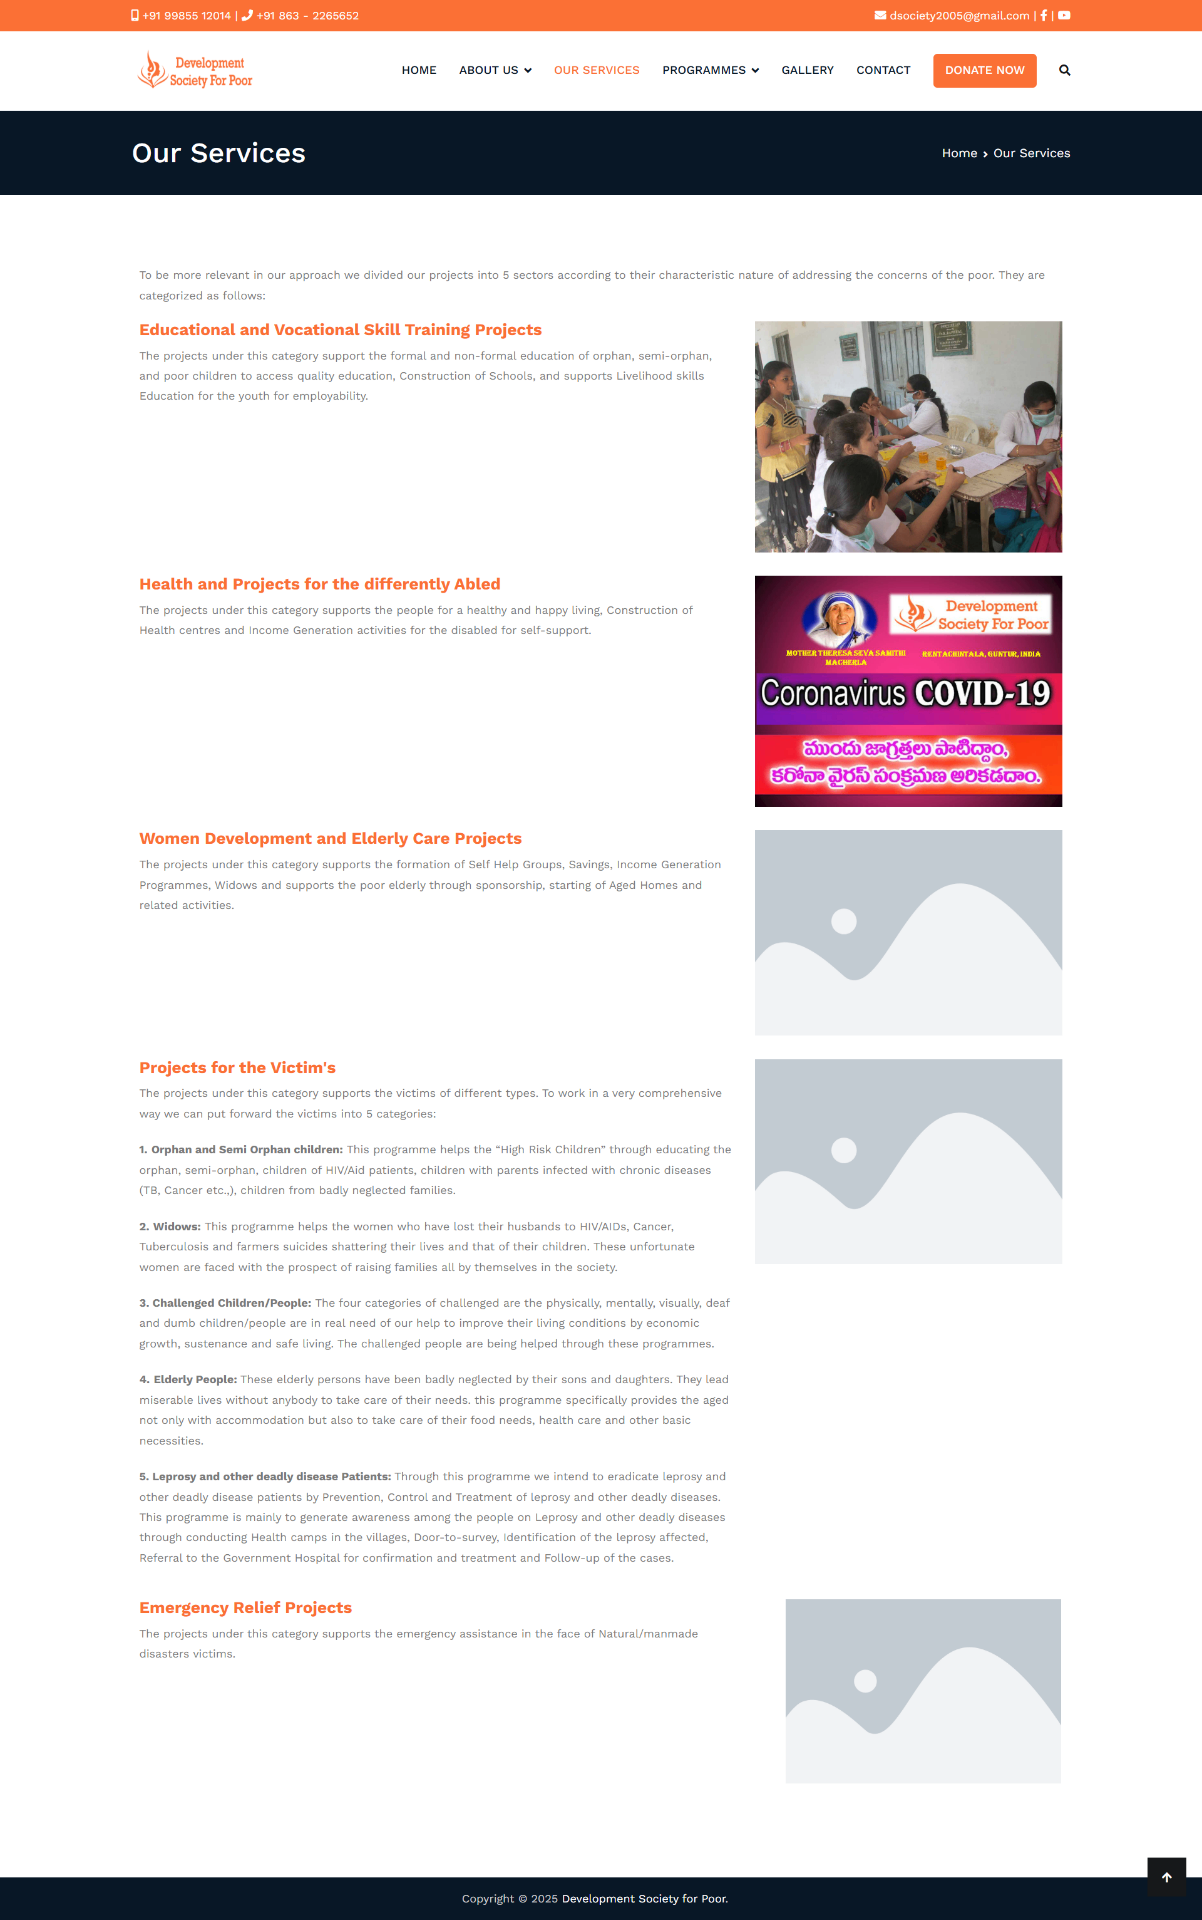 +91 99855 12014 | +91 863 - 2265652
dsociety2005@gmail.com | |
Development
Society For Poor
HOME ABOUT US OUR SERVICES PROGRAMMES GALLERY CONTACT DONATE NOW
Our Services
Home › Our Services
To be more relevant in our approach we divided our projects into 5 sectors according to their characteristic nature of addressing the concerns of the poor. They are
categorized as follows:
Educational and Vocational Skill Training Projects
The projects under this category support the formal and non-formal education of orphan, semi-orphan,
and poor children to access quality education, Construction of Schools, and supports Livelihood skills
Education for the youth for employability.
Health and Projects for the differently Abled
The projects under this category supports the people for a healthy and happy living, Construction of
Health centres and Income Generation activities for the disabled for self-support.
Development
Society For Poor
MOTHER THERESA SEVA SAMITHI
MACHERLA
RENTACHINTALA, GUNTUR, INDIA
Coronavirus COVID-19
ముందు జాగ్రత్తలు పాటిద్దాం,
కరోనా వైరస్ సంక్రమణ అరికడదాం.
Women Development and Elderly Care Projects
The projects under this category supports the formation of Self Help Groups, Savings, Income Generation
Programmes, Widows and supports the poor elderly through sponsorship, starting of Aged Homes and
related activities.
Projects for the Victim's
The projects under this category supports the victims of different types. To work in a very comprehensive
way we can put forward the victims into 5 categories:
1. Orphan and Semi Orphan children: This programme helps the “High Risk Children” through educating the
orphan, semi-orphan, children of HIV/Aid patients, children with parents infected with chronic diseases
(TB, Cancer etc.,), children from badly neglected families.
2. Widows: This programme helps the women who have lost their husbands to HIV/AIDs, Cancer,
Tuberculosis and farmers suicides shattering their lives and that of their children. These unfortunate
women are faced with the prospect of raising families all by themselves in the society.
3. Challenged Children/People: The four categories of challenged are the physically, mentally, visually, deaf
and dumb children/people are in real need of our help to improve their living conditions by economic
growth, sustenance and safe living. The challenged people are being helped through these programmes.
4. Elderly People: These elderly persons have been badly neglected by their sons and daughters. They lead
miserable lives without anybody to take care of their needs. this programme specifically provides the aged
not only with accommodation but also to take care of their food needs, health care and other basic
necessities.
5. Leprosy and other deadly disease Patients: Through this programme we intend to eradicate leprosy and
other deadly disease patients by Prevention, Control and Treatment of leprosy and other deadly diseases.
This programme is mainly to generate awareness among the people on Leprosy and other deadly diseases
through conducting Health camps in the villages, Door-to-survey, Identification of the leprosy affected,
Referral to the Government Hospital for confirmation and treatment and Follow-up of the cases.
Emergency Relief Projects
The projects under this category supports the emergency assistance in the face of Natural/manmade
disasters victims.
Copyright © 2025 Development Society for Poor.